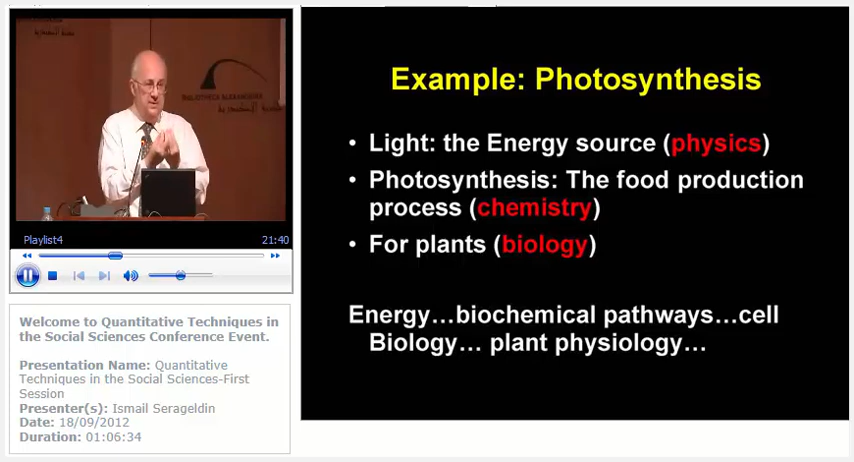 BIBLIOTHECA ALEXANDRINA
Playlist4
21:40
Welcome to Quantitative Techniques in
the Social Sciences Conference Event.
Presentation Name: Quantitative
Techniques in the Social Sciences-First
Session
Presenter(s): Ismail Serageldin
Date: 18/09/2012
Duration: 01:06:34
Example: Photosynthesis
• Light: the Energy source (physics)
• Photosynthesis: The food production
process (chemistry)
• For plants (biology)
Energy…biochemical pathways…cell
Biology… plant physiology…